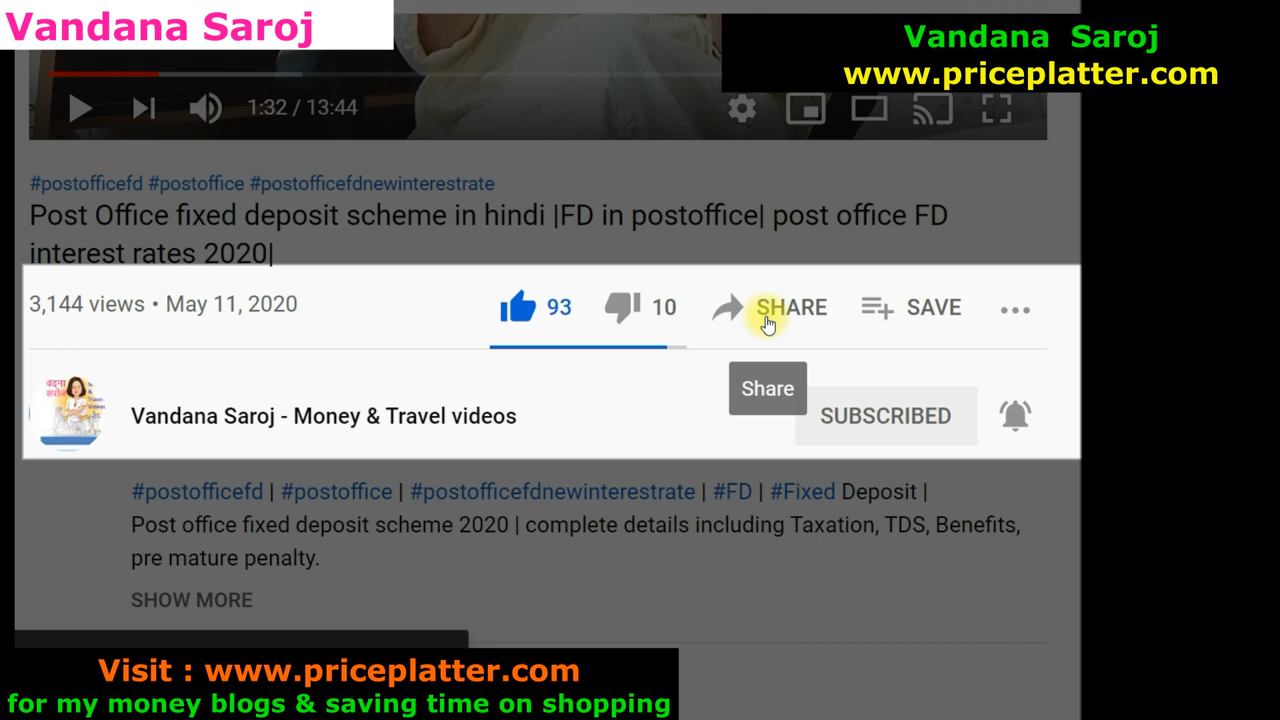 Vandana Saroj
Vandana Saroj
www.priceplatter.com
1:32 / 13:44
#postofficefd #postoffice #postofficefdnewinterestrate
Post Office fixed deposit scheme in hindi |FD in postoffice| post office FD
interest rates 2020|
3,144 views • May 11, 2020
93
10
SHARE
SAVE
Share
वंदना
सरोज
Vandana Saroj - Money & Travel videos
SUBSCRIBED
#postofficefd | #postoffice | #postofficefdnewinterestrate | #FD | #Fixed Deposit |
Post office fixed deposit scheme 2020 | complete details including Taxation, TDS, Benefits,
pre mature penalty.
SHOW MORE
Visit : www.priceplatter.com
for my money blogs & saving time on shopping